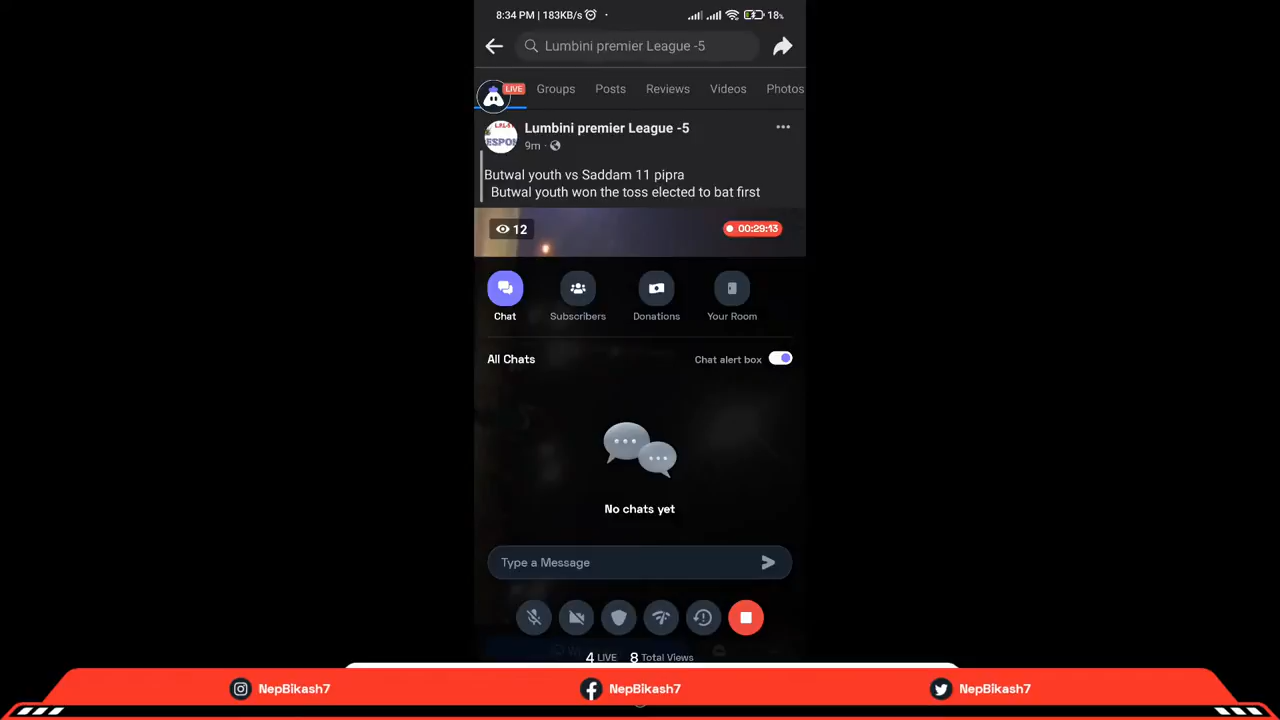 8:34 PM | 183KB/s
18%
Lumbini premier League -5
LIVE
Groups
Posts
Reviews
Videos
Photos
Lumbini premier League -5
9m
Butwal youth vs Saddam 11 pipra
Butwal youth won the toss elected to bat first
12
00:29:13
Chat
Subscribers
Donations
Your Room
All Chats
Chat alert box
No chats yet
Type a Message
4 LIVE 8 Total Views
NepBikash7
NepBikash7
NepBikash7